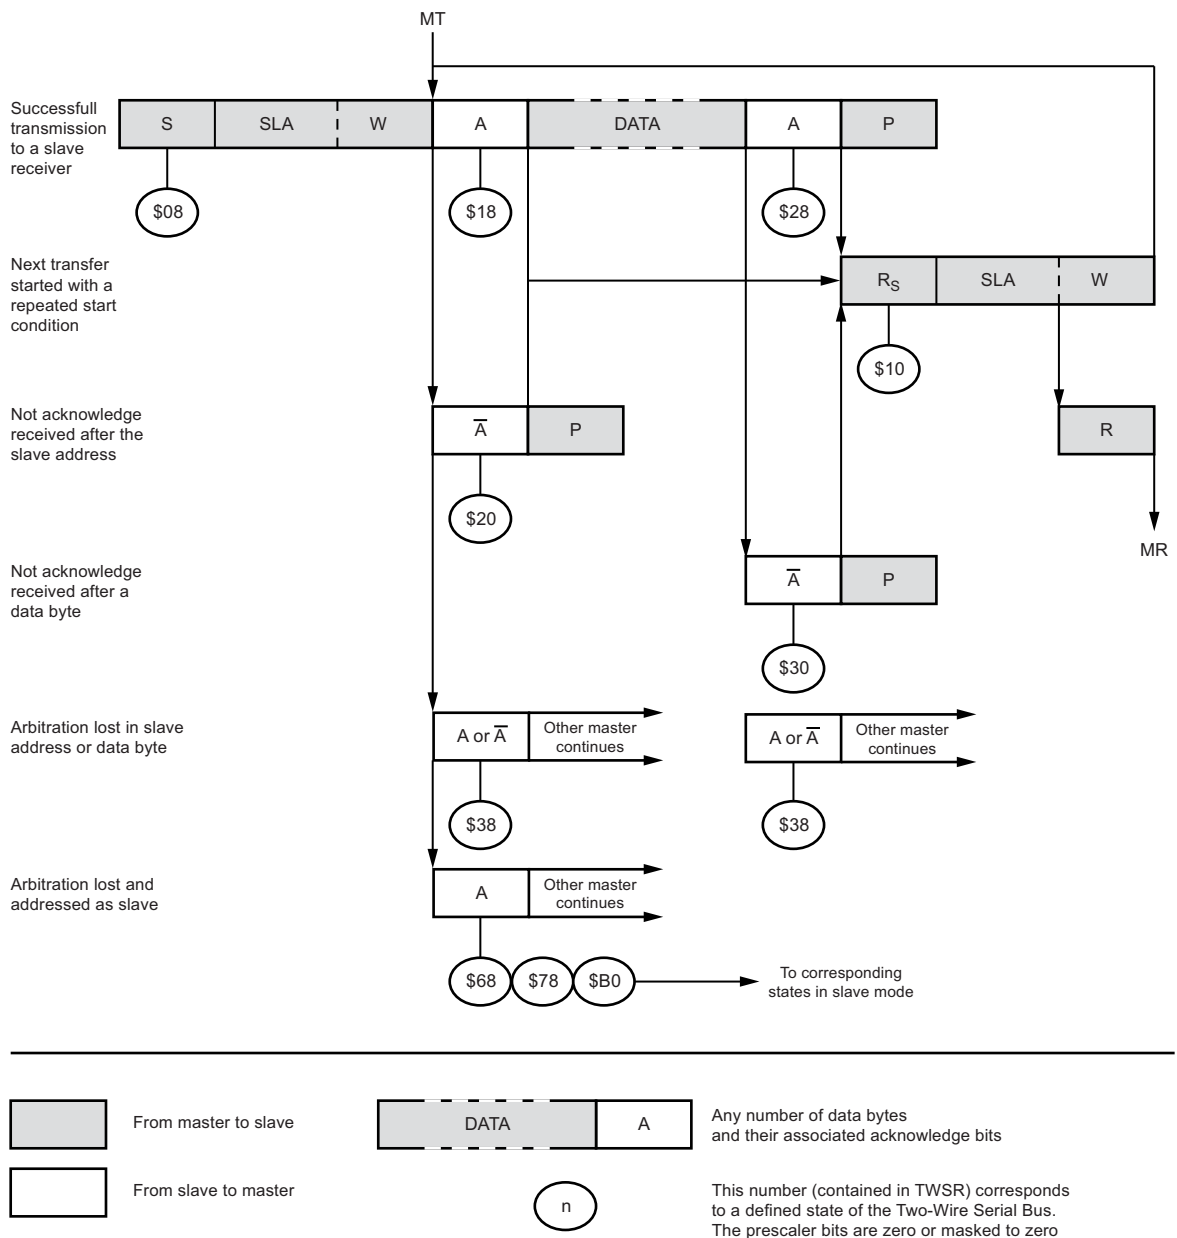 MT
Successfull
transmission
to a slave
receiver
S SLA W A DATA A P
$08 $18 $28
Next transfer
started with a
repeated start
condition
RS SLA W
$10
Not acknowledge
received after the
slave address
A̅ P R
$20
MR
Not acknowledge
received after a
data byte
A̅ P
$30
Arbitration lost in slave
address or data byte
A or A̅ Other master
continues
A or A̅ Other master
continues
$38 $38
Arbitration lost and
addressed as slave
A Other master
continues
$68 $78 $B0 To corresponding
states in slave mode
From master to slave
DATA A
Any number of data bytes
and their associated acknowledge bits
From slave to master
n
This number (contained in TWSR) corresponds
to a defined state of the Two-Wire Serial Bus.
The prescaler bits are zero or masked to zero